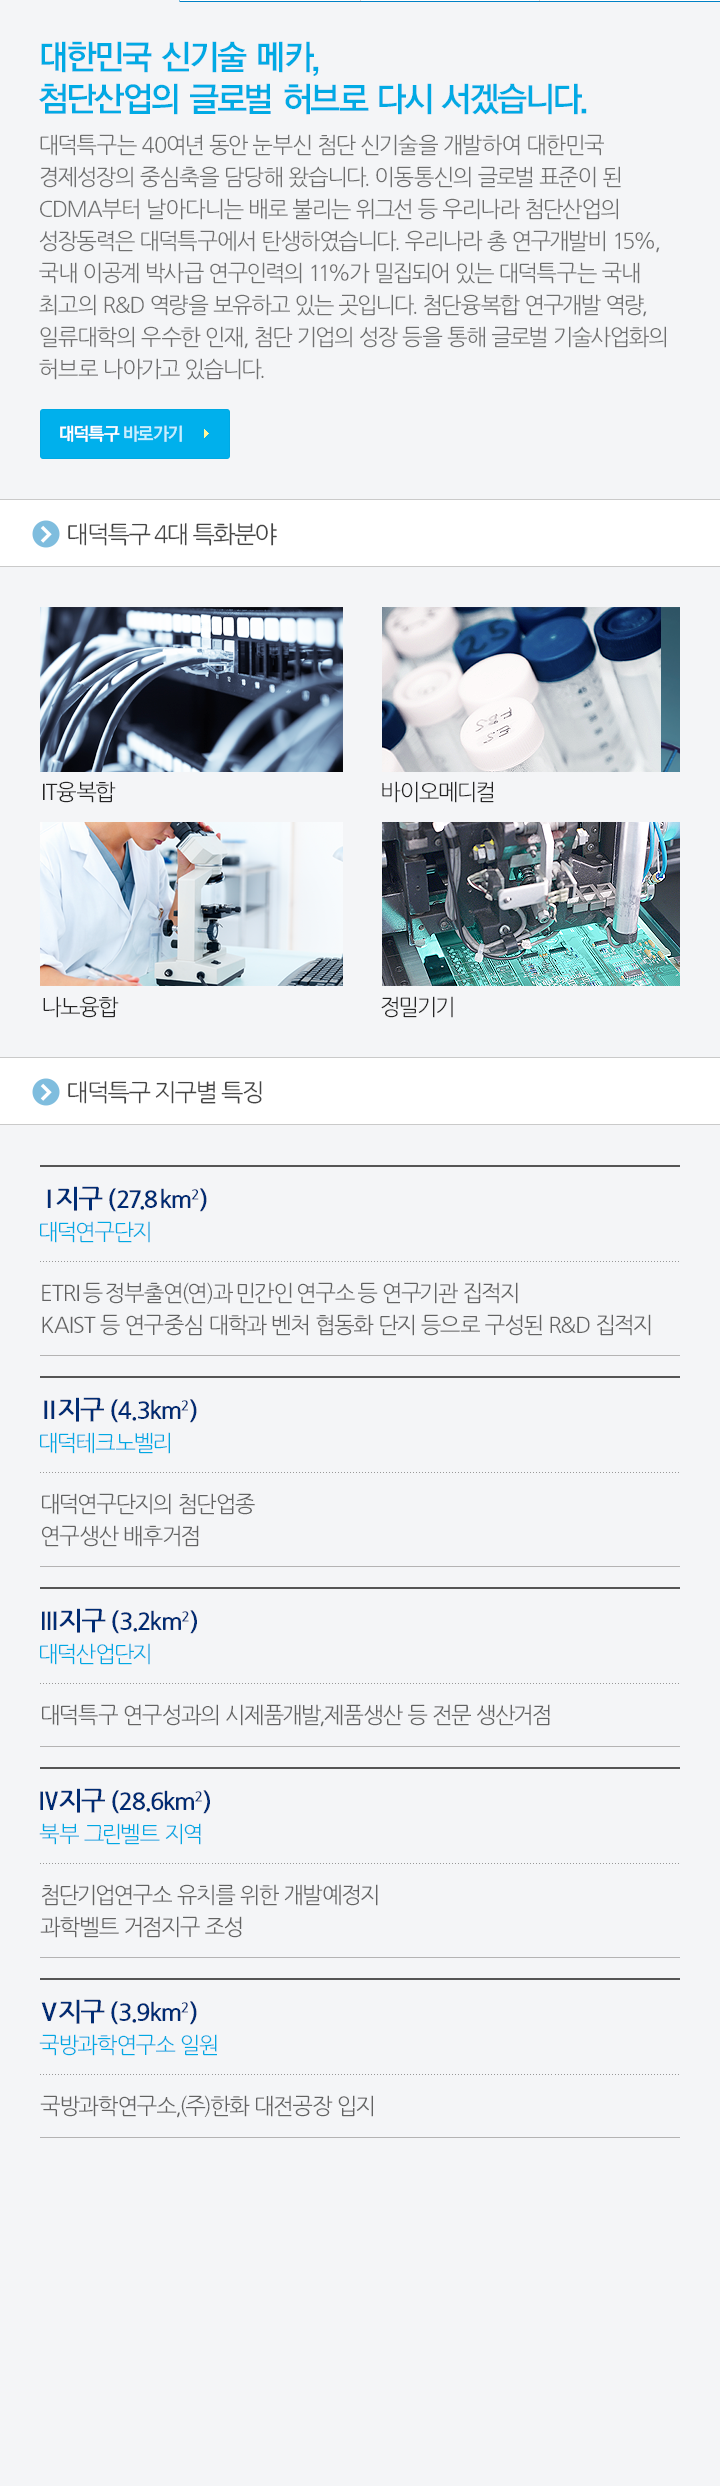 대한민국 신기술 메카,
첨단산업의 글로벌 허브로 다시 서겠습니다.
대덕특구는 40여년 동안 눈부신 첨단 신기술을 개발하여 대한민국
경제성장의 중심축을 담당해 왔습니다. 이동통신의 글로벌 표준이 된
CDMA부터 날아다니는 배로 불리는 위그선 등 우리나라 첨단산업의
성장동력은 대덕특구에서 탄생하였습니다. 우리나라 총 연구개발비 15%,
국내 이공계 박사급 연구인력의 11%가 밀집되어 있는 대덕특구는 국내
최고의 R&D 역량을 보유하고 있는 곳입니다. 첨단융복합 연구개발 역량,
일류대학의 우수한 인재, 첨단 기업의 성장 등을 통해 글로벌 기술사업화의
허브로 나아가고 있습니다.
대덕특구 바로가기
대덕특구 4대 특화분야
25
IT융복합
바이오메디컬
나노융합
정밀기기
대덕특구 지구별 특징
Ⅰ지구 (27.8km²)
대덕연구단지
ETRI 등 정부출연(연)과 민간인 연구소 등 연구기관 집적지
KAIST 등 연구중심 대학과 벤처 협동화 단지 등으로 구성된 R&D 집적지
Ⅱ지구 (4.3km²)
대덕테크노벨리
대덕연구단지의 첨단업종
연구생산 배후거점
Ⅲ지구 (3.2km²)
대덕산업단지
대덕특구 연구성과의 시제품개발,제품생산 등 전문 생산거점
Ⅳ지구 (28.6km²)
북부 그린벨트 지역
첨단기업연구소 유치를 위한 개발예정지
과학벨트 거점지구 조성
Ⅴ지구 (3.9km²)
국방과학연구소 일원
국방과학연구소,(주)한화 대전공장 입지